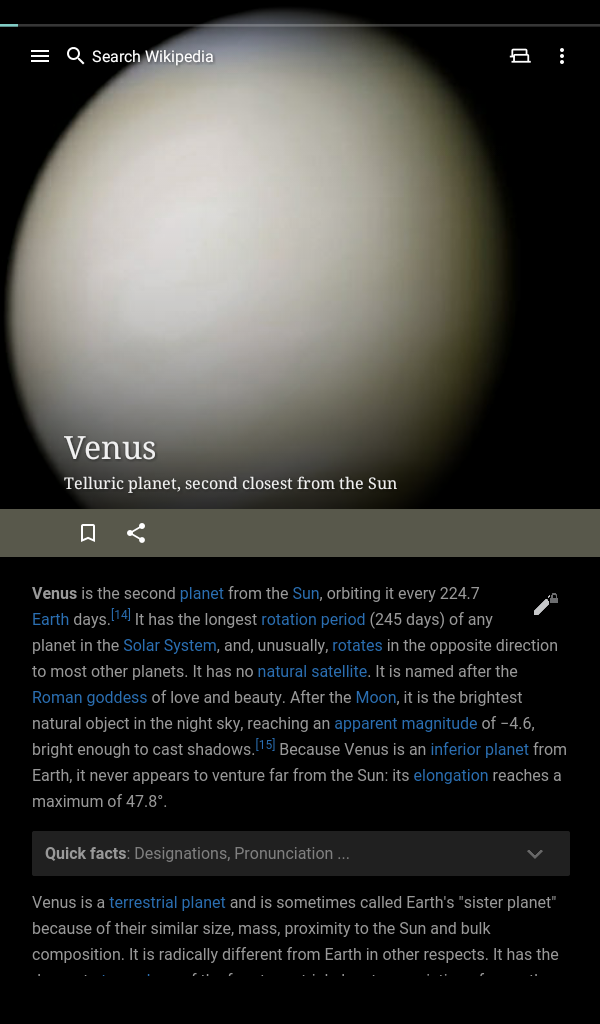 Search Wikipedia
Venus
Telluric planet, second closest from the Sun
Venus is the second planet from the Sun, orbiting it every 224.7
Earth days.[14] It has the longest rotation period (245 days) of any
planet in the Solar System, and, unusually, rotates in the opposite direction
to most other planets. It has no natural satellite. It is named after the
Roman goddess of love and beauty. After the Moon, it is the brightest
natural object in the night sky, reaching an apparent magnitude of −4.6,
bright enough to cast shadows.[15] Because Venus is an inferior planet from
Earth, it never appears to venture far from the Sun: its elongation reaches a
maximum of 47.8°.
Quick facts: Designations, Pronunciation ...
Venus is a terrestrial planet and is sometimes called Earth's "sister planet"
because of their similar size, mass, proximity to the Sun and bulk
composition. It is radically different from Earth in other respects. It has the